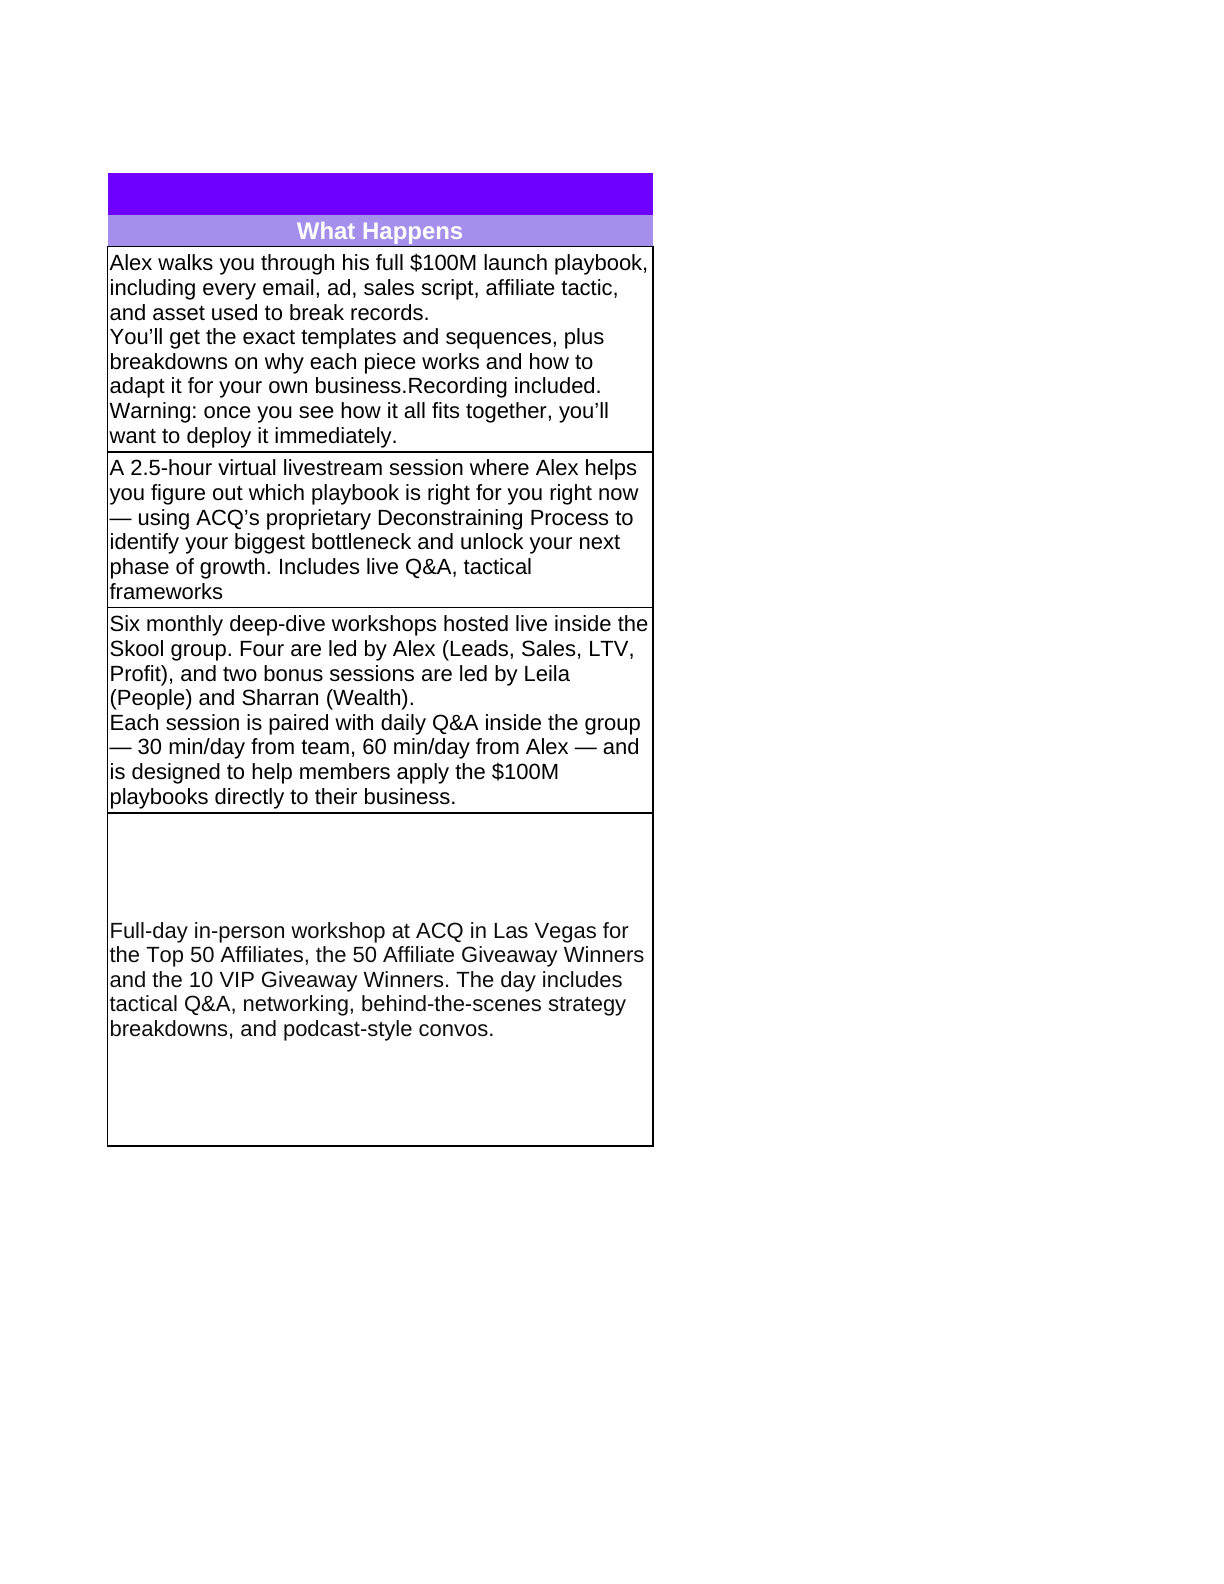 What Happens
Alex walks you through his full $100M launch playbook,
including every email, ad, sales script, affiliate tactic,
and asset used to break records.
You’ll get the exact templates and sequences, plus
breakdowns on why each piece works and how to
adapt it for your own business.Recording included.
Warning: once you see how it all fits together, you’ll
want to deploy it immediately.
A 2.5-hour virtual livestream session where Alex helps
you figure out which playbook is right for you right now
— using ACQ’s proprietary Deconstraining Process to
identify your biggest bottleneck and unlock your next
phase of growth. Includes live Q&A, tactical
frameworks
Six monthly deep-dive workshops hosted live inside the
Skool group. Four are led by Alex (Leads, Sales, LTV,
Profit), and two bonus sessions are led by Leila
(People) and Sharran (Wealth).
Each session is paired with daily Q&A inside the group
— 30 min/day from team, 60 min/day from Alex — and
is designed to help members apply the $100M
playbooks directly to their business.
Full-day in-person workshop at ACQ in Las Vegas for
the Top 50 Affiliates, the 50 Affiliate Giveaway Winners
and the 10 VIP Giveaway Winners. The day includes
tactical Q&A, networking, behind-the-scenes strategy
breakdowns, and podcast-style convos.